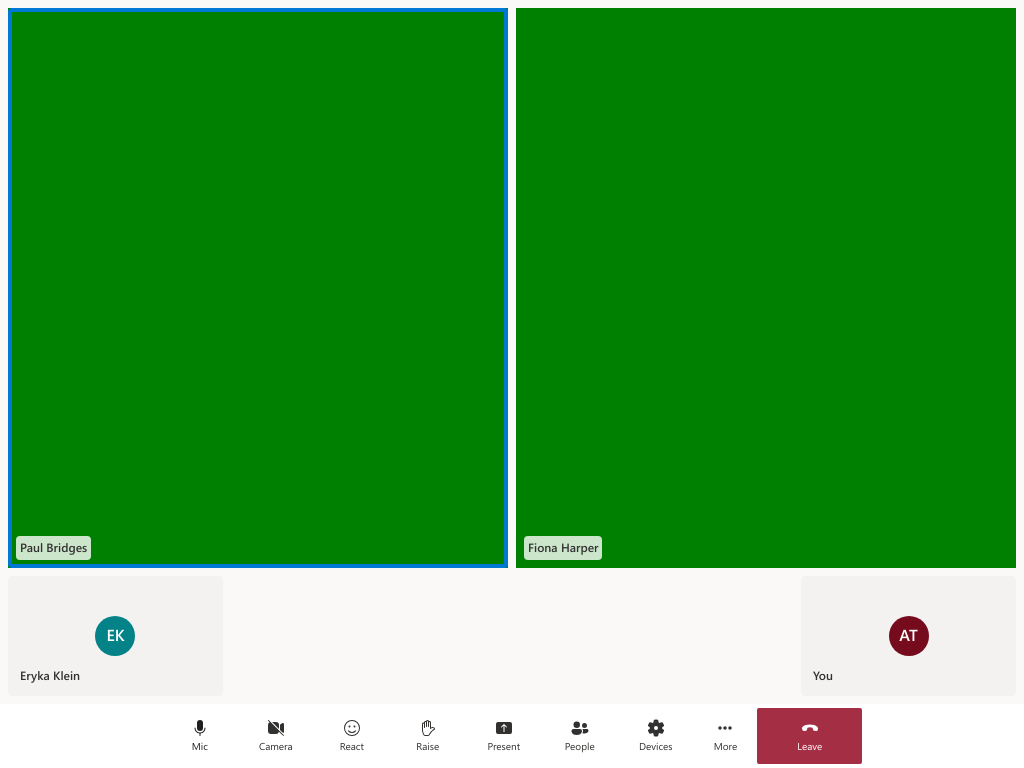 Paul Bridges
Fiona Harper
EK
Eryka Klein
AT
You
Mic
Camera
React
Raise
Present
People
Devices
More
Leave